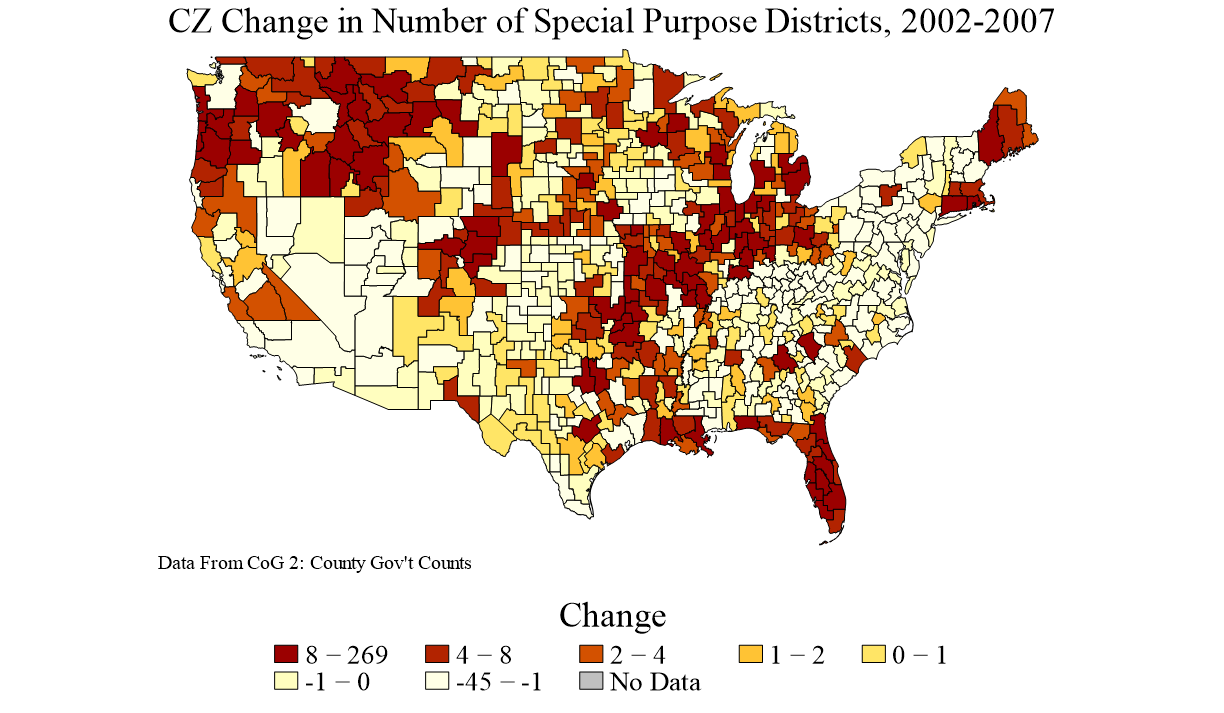 CZ Change in Number of Special Purpose Districts, 2002-2007
Data From CoG 2: County Gov't Counts
Change
8 − 269 4 − 8 2 − 4 1 − 2 0 − 1
-1 − 0 -45 − -1 No Data